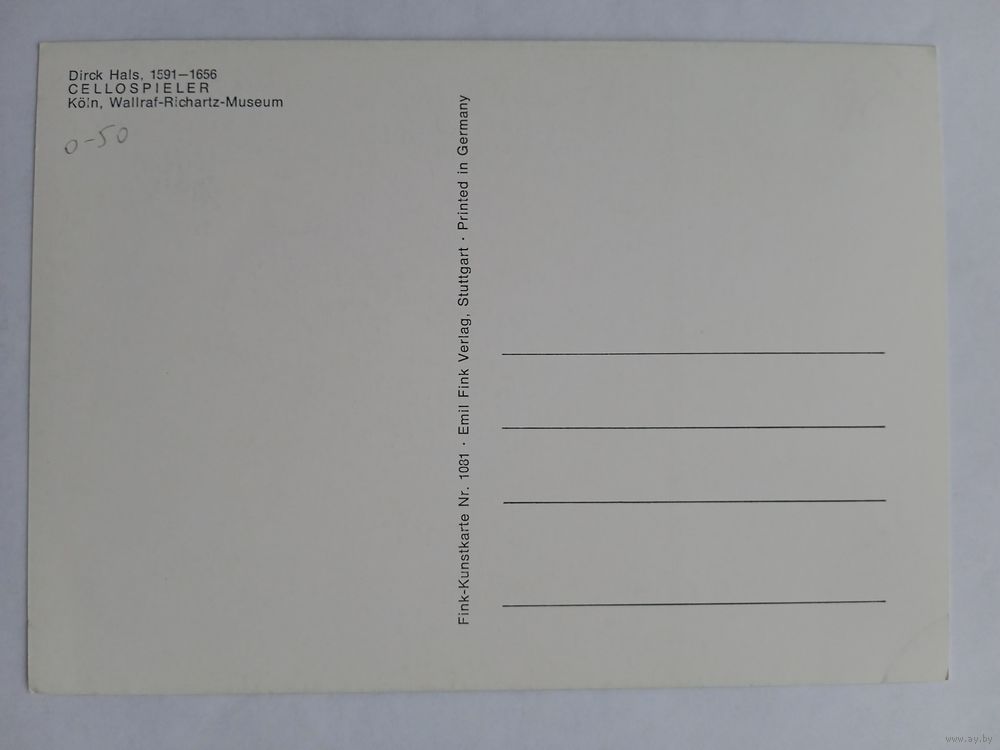 Dirck Hals, 1591—1656
CELLOSPIELER
Köln, Wallraf-Richartz-Museum
0-50
Fink-Kunstkarte Nr. 1081 · Emil Fink Verlag, Stuttgart · Printed in Germany
www.ay.by